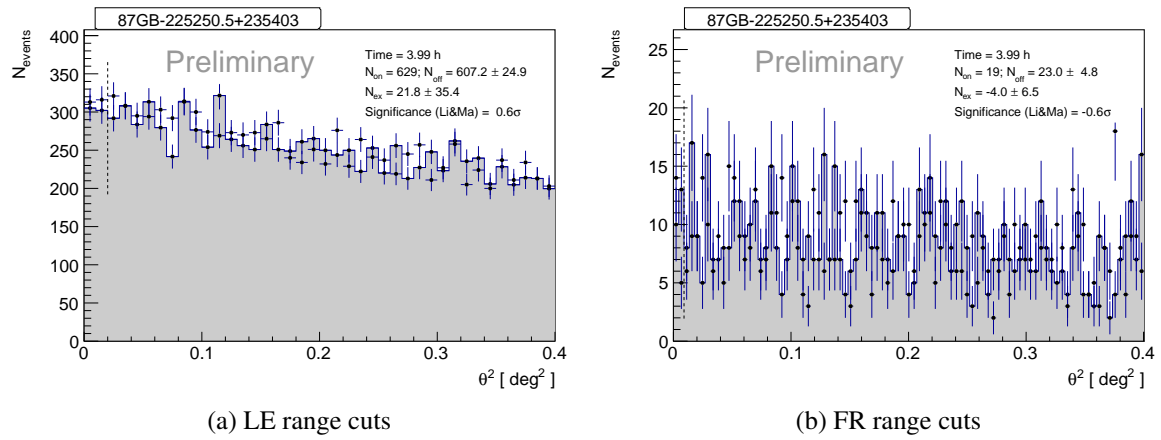 87GB-225250.5+235403
N_events
400
350
300
250
200
150
100
50
0
Preliminary
Time = 3.99 h
N_on = 629; N_off = 607.2 ± 24.9
N_ex = 21.8 ± 35.4
Significance (Li&Ma) = 0.6σ
0 0.1 0.2 0.3 0.4
θ² [ deg² ]
(a) LE range cuts
87GB-225250.5+235403
N_events
25
20
15
10
5
0
Preliminary
Time = 3.99 h
N_on = 19; N_off = 23.0 ± 4.8
N_ex = -4.0 ± 6.5
Significance (Li&Ma) = -0.6σ
0 0.1 0.2 0.3 0.4
θ² [ deg² ]
(b) FR range cuts